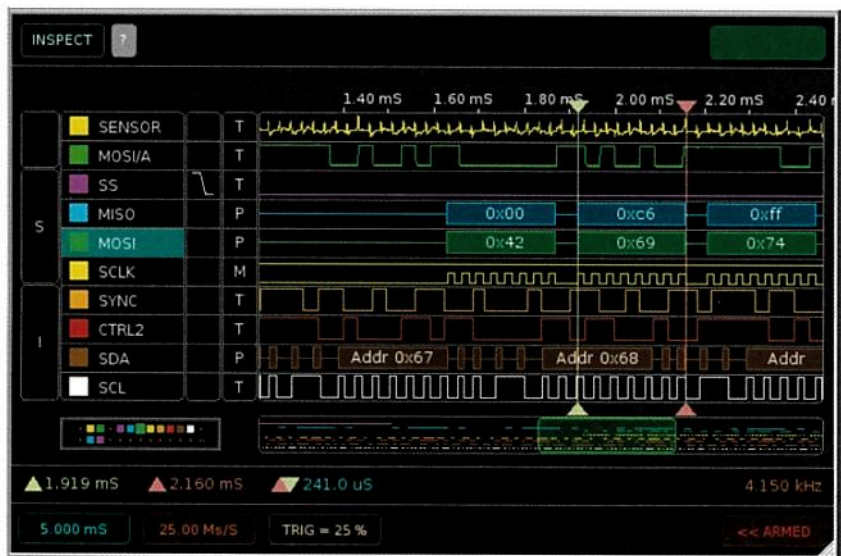 INSPECT ?
1.40 mS 1.60 mS 1.80 mS 2.00 mS 2.20 mS 2.40
SENSOR T
MOSI/A T
SS T
MISO P 0x00 0xc6 0xff
MOSI P 0x42 0x69 0x74
SCLK M
SYNC T
CTRL2 T
SDA P Addr 0x67 Addr 0x68 Addr
SCL T
S
I
1.919 mS 2.160 mS 241.0 uS 4.150 kHz
5.000 mS 25.00 Ms/S TRIG = 25 % << ARMED